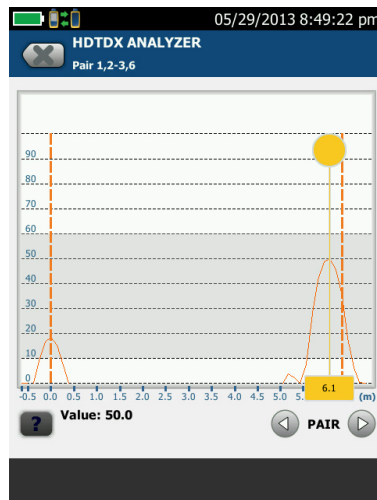 05/29/2013 8:49:22 pm
HDTDX ANALYZER
Pair 1,2-3,6
90
80
70
60
50
40
30
20
10
0
-0.5 0.0 0.5 1.0 1.5 2.0 2.5 3.0 3.5 4.0 4.5 5.0 5. 6.1 (m)
? Value: 50.0 PAIR